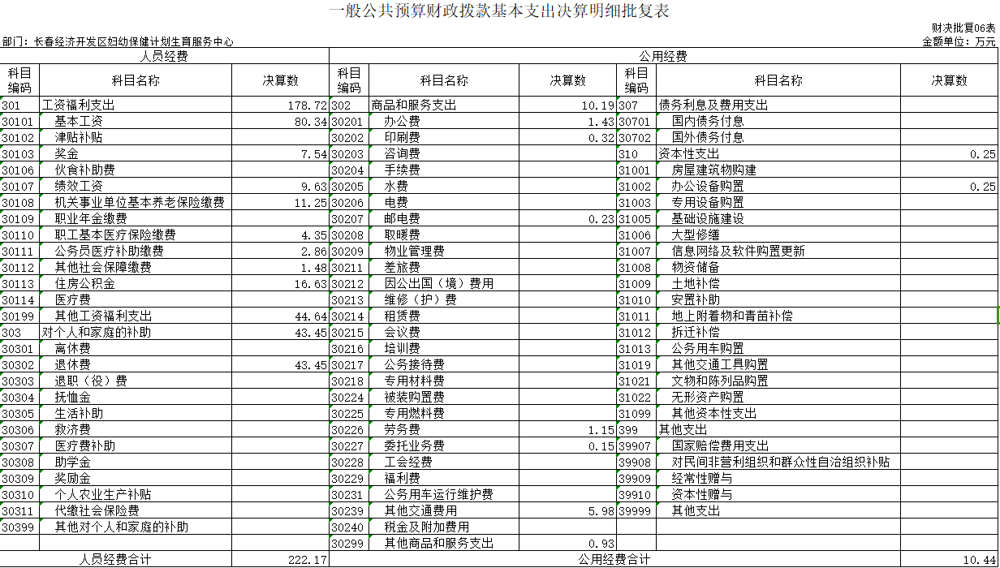 一般公共预算财政拨款基本支出决算明细批复表
财决批复06表
部门：长春经济开发区妇幼保健计划生育服务中心 金额单位：万元
人员经费 公用经费
科目编码 科目名称 决算数 科目编码 科目名称 决算数 科目编码 科目名称 决算数
301 工资福利支出 178.72 302 商品和服务支出 10.19 307 债务利息及费用支出
30101 基本工资 80.34 30201 办公费 1.43 30701 国内债务付息
30102 津贴补贴 30202 印刷费 0.32 30702 国外债务付息
30103 奖金 7.54 30203 咨询费 310 资本性支出 0.25
30106 伙食补助费 30204 手续费 31001 房屋建筑物购建
30107 绩效工资 9.63 30205 水费 31002 办公设备购置 0.25
30108 机关事业单位基本养老保险缴费 11.25 30206 电费 31003 专用设备购置
30109 职业年金缴费 30207 邮电费 0.23 31005 基础设施建设
30110 职工基本医疗保险缴费 4.35 30208 取暖费 31006 大型修缮
30111 公务员医疗补助缴费 2.86 30209 物业管理费 31007 信息网络及软件购置更新
30112 其他社会保障缴费 1.48 30211 差旅费 31008 物资储备
30113 住房公积金 16.63 30212 因公出国（境）费用 31009 土地补偿
30114 医疗费 30213 维修（护）费 31010 安置补助
30199 其他工资福利支出 44.64 30214 租赁费 31011 地上附着物和青苗补偿
303 对个人和家庭的补助 43.45 30215 会议费 31012 拆迁补偿
30301 离休费 30216 培训费 31013 公务用车购置
30302 退休费 43.45 30217 公务接待费 31019 其他交通工具购置
30303 退职（役）费 30218 专用材料费 31021 文物和陈列品购置
30304 抚恤金 30224 被装购置费 31022 无形资产购置
30305 生活补助 30225 专用燃料费 31099 其他资本性支出
30306 救济费 30226 劳务费 1.15 399 其他支出
30307 医疗费补助 30227 委托业务费 0.15 39907 国家赔偿费用支出
30308 助学金 30228 工会经费 39908 对民间非营利组织和群众性自治组织补贴
30309 奖励金 30229 福利费 39909 经常性赠与
30310 个人农业生产补贴 30231 公务用车运行维护费 39910 资本性赠与
30311 代缴社会保险费 30239 其他交通费用 5.98 39999 其他支出
30399 其他对个人和家庭的补助 30240 税金及附加费用
30299 其他商品和服务支出 0.93
人员经费合计 222.17 公用经费合计 10.44